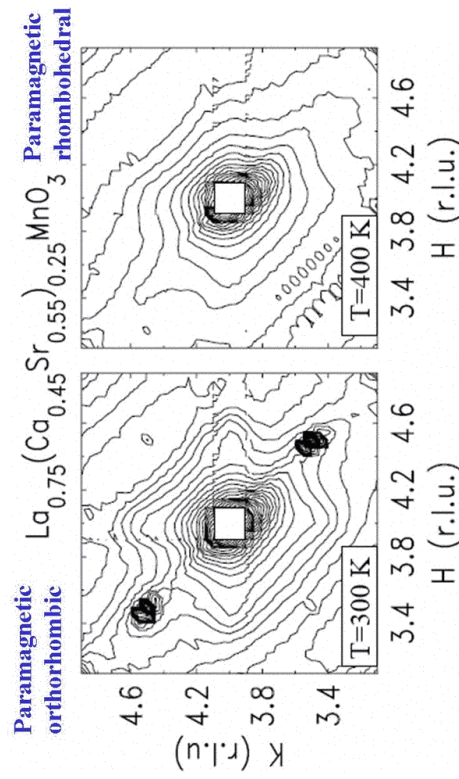 Paramagnetic
orthorhombic
La0.75(Ca0.45Sr0.55)0.25MnO3
Paramagnetic
rhombohedral
K (r.l.u)
4.6
4.2
3.8
3.4
T=300 K
3.4
3.8
4.2
4.6
H (r.l.u.)
T=400 K
3.4
3.8
4.2
4.6
H (r.l.u.)